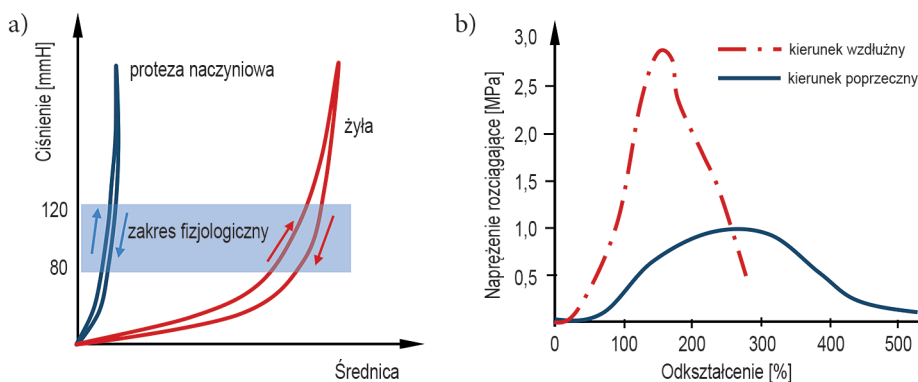 a)
Ciśnienie [mmH]
proteza naczyniowa
żyła
120
zakres fizjologiczny
80
Średnica
b)
Naprężenie rozciągające [MPa]
3,0
2,5
2,0
1,5
1,0
0,5
kierunek wzdłużny
kierunek poprzeczny
0 100 200 300 400 500
Odkształcenie [%]